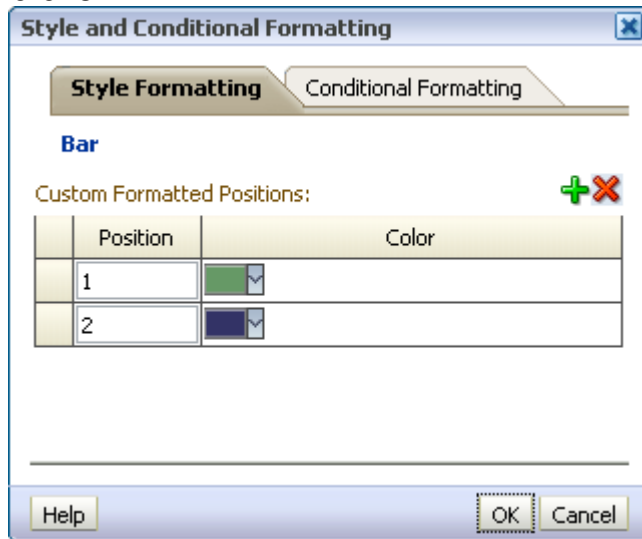 Style and Conditional Formatting
Style Formatting Conditional Formatting
Bar
Custom Formatted Positions:
Position Color
1
2
Help OK Cancel